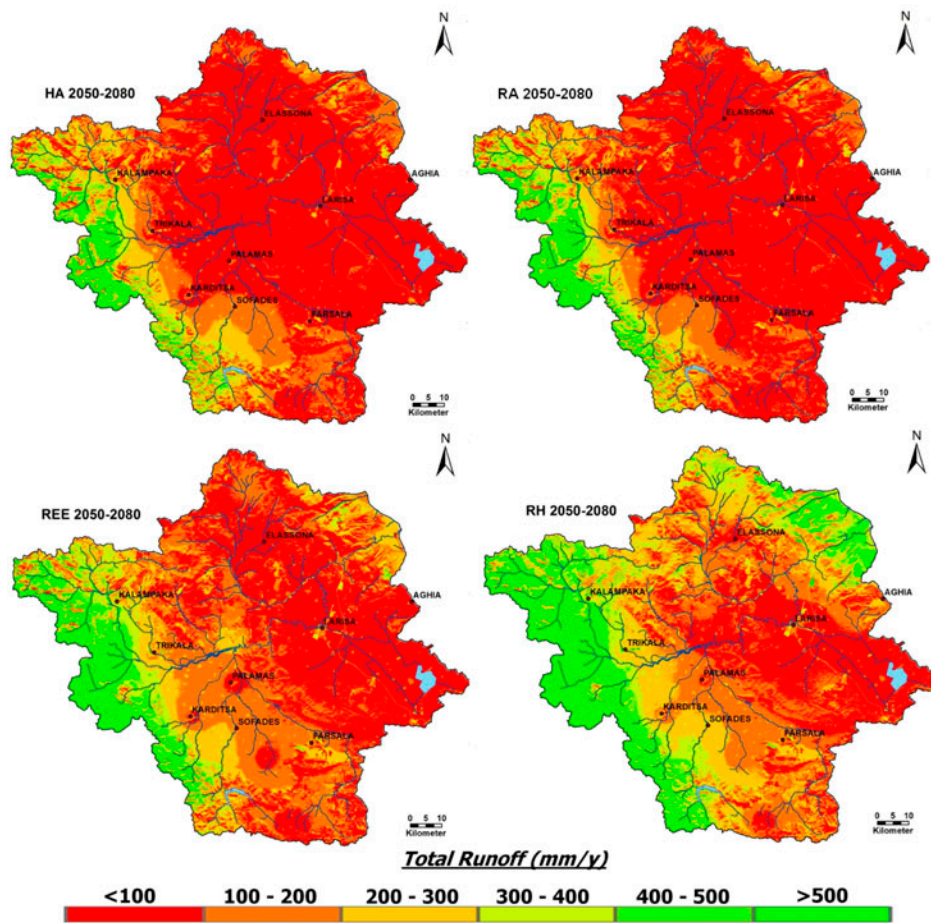 N
HA 2050-2080
ELASSONA
KALAMPAKA
AGHIA
LARISA
TRIKALA
PALAMAS
KARDITSA
SOFADES
FARSALA
0 5 10
Kilometer
N
RA 2050-2080
ELASSONA
KALAMPAKA
AGHIA
LARISA
TRIKALA
PALAMAS
KARDITSA
SOFADES
FARSALA
0 5 10
Kilometer
N
REE 2050-2080
ELASSONA
KALAMPAKA
AGHIA
LARISA
TRIKALA
PALAMAS
KARDITSA
SOFADES
FARSALA
0 5 10
Kilometer
N
RH 2050-2080
ELASSONA
KALAMPAKA
AGHIA
LARISA
TRIKALA
PALAMAS
KARDITSA
SOFADES
FARSALA
0 5 10
Kilometer
Total Runoff (mm/y)
<100 100 - 200 200 - 300 300 - 400 400 - 500 >500